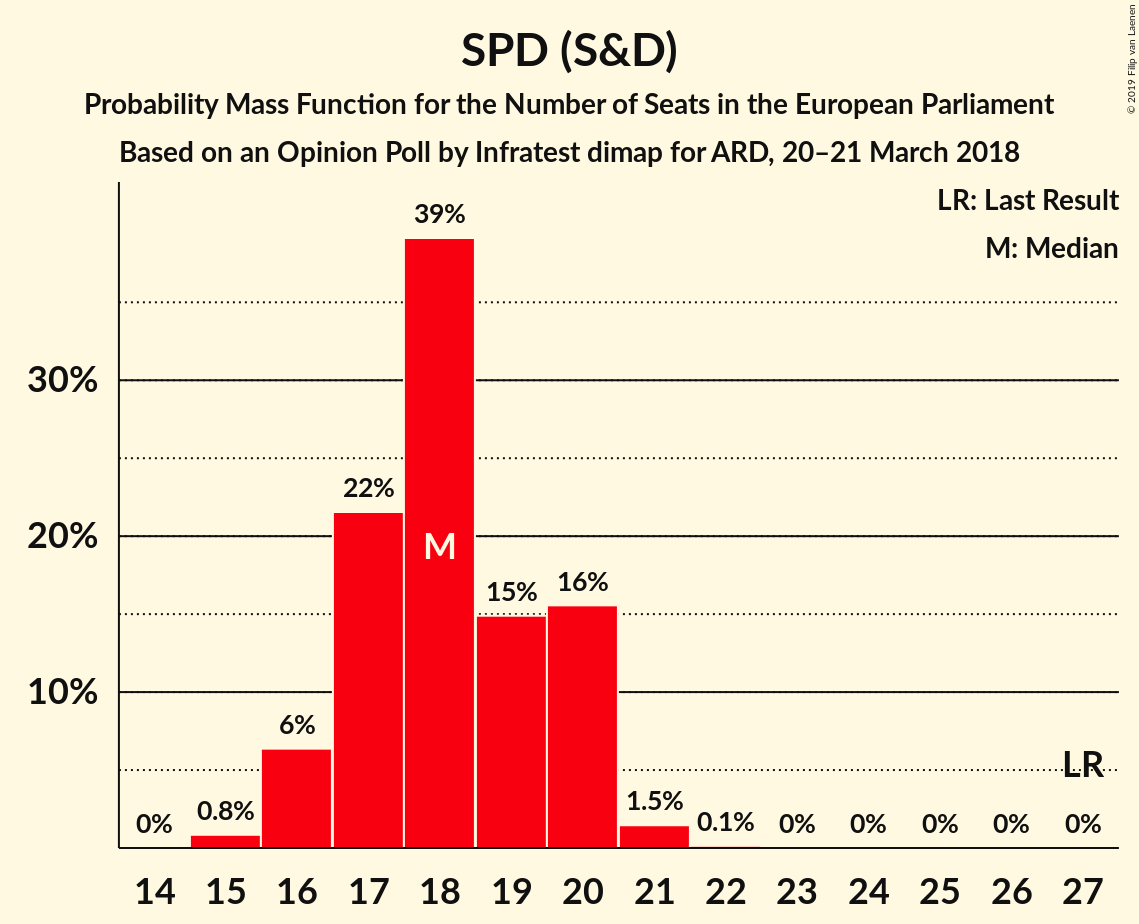 SPD (S&D)
Probability Mass Function for the Number of Seats in the European Parliament
Based on an Opinion Poll by Infratest dimap for ARD, 20–21 March 2018
© 2019 Filip van Laenen
LR: Last Result
M: Median
39%
30%
22%
20%
M
15%
16%
10%
6%
LR
0%
0.8%
1.5%
0.1%
0%
0%
0%
0%
0%
14 15 16 17 18 19 20 21 22 23 24 25 26 27